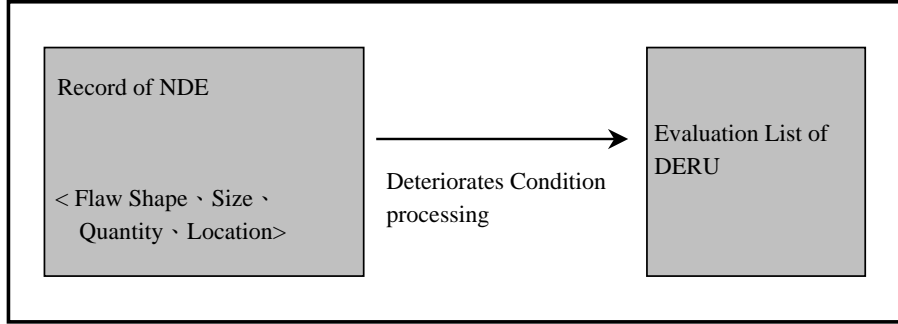 Record of NDE
< Flaw Shape、Size、
Quantity、Location>
Deteriorates Condition
processing
Evaluation List of
DERU